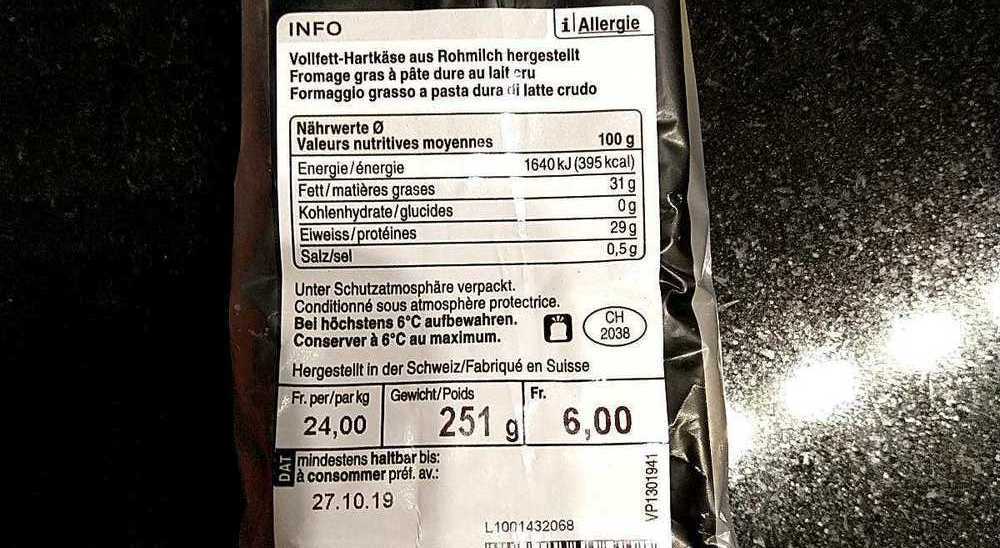 INFO
i Allergie
Vollfett-Hartkäse aus Rohmilch hergestellt
Fromage gras à pâte dure au lait cru
Formaggio grasso a pasta dura di latte crudo
Nährwerte Ø
Valeurs nutritives moyennes 100 g
Energie/énergie 1640 kJ (395 kcal)
Fett/matières grases 31 g
Kohlenhydrate/glucides 0 g
Eiweiss/protéines 29 g
Salz/sel 0,5 g
Unter Schutzatmosphäre verpackt.
Conditionné sous atmosphère protectrice.
Bei höchstens 6°C aufbewahren.
Conserver à 6°C au maximum.
CH
2038
Hergestellt in der Schweiz/Fabriqué en Suisse
Fr. per/par kg Gewicht/Poids Fr.
24,00 251 g 6,00
DAT
mindestens haltbar bis:
à consommer préf. av.:
27.10.19
L1001432068
VP1301941